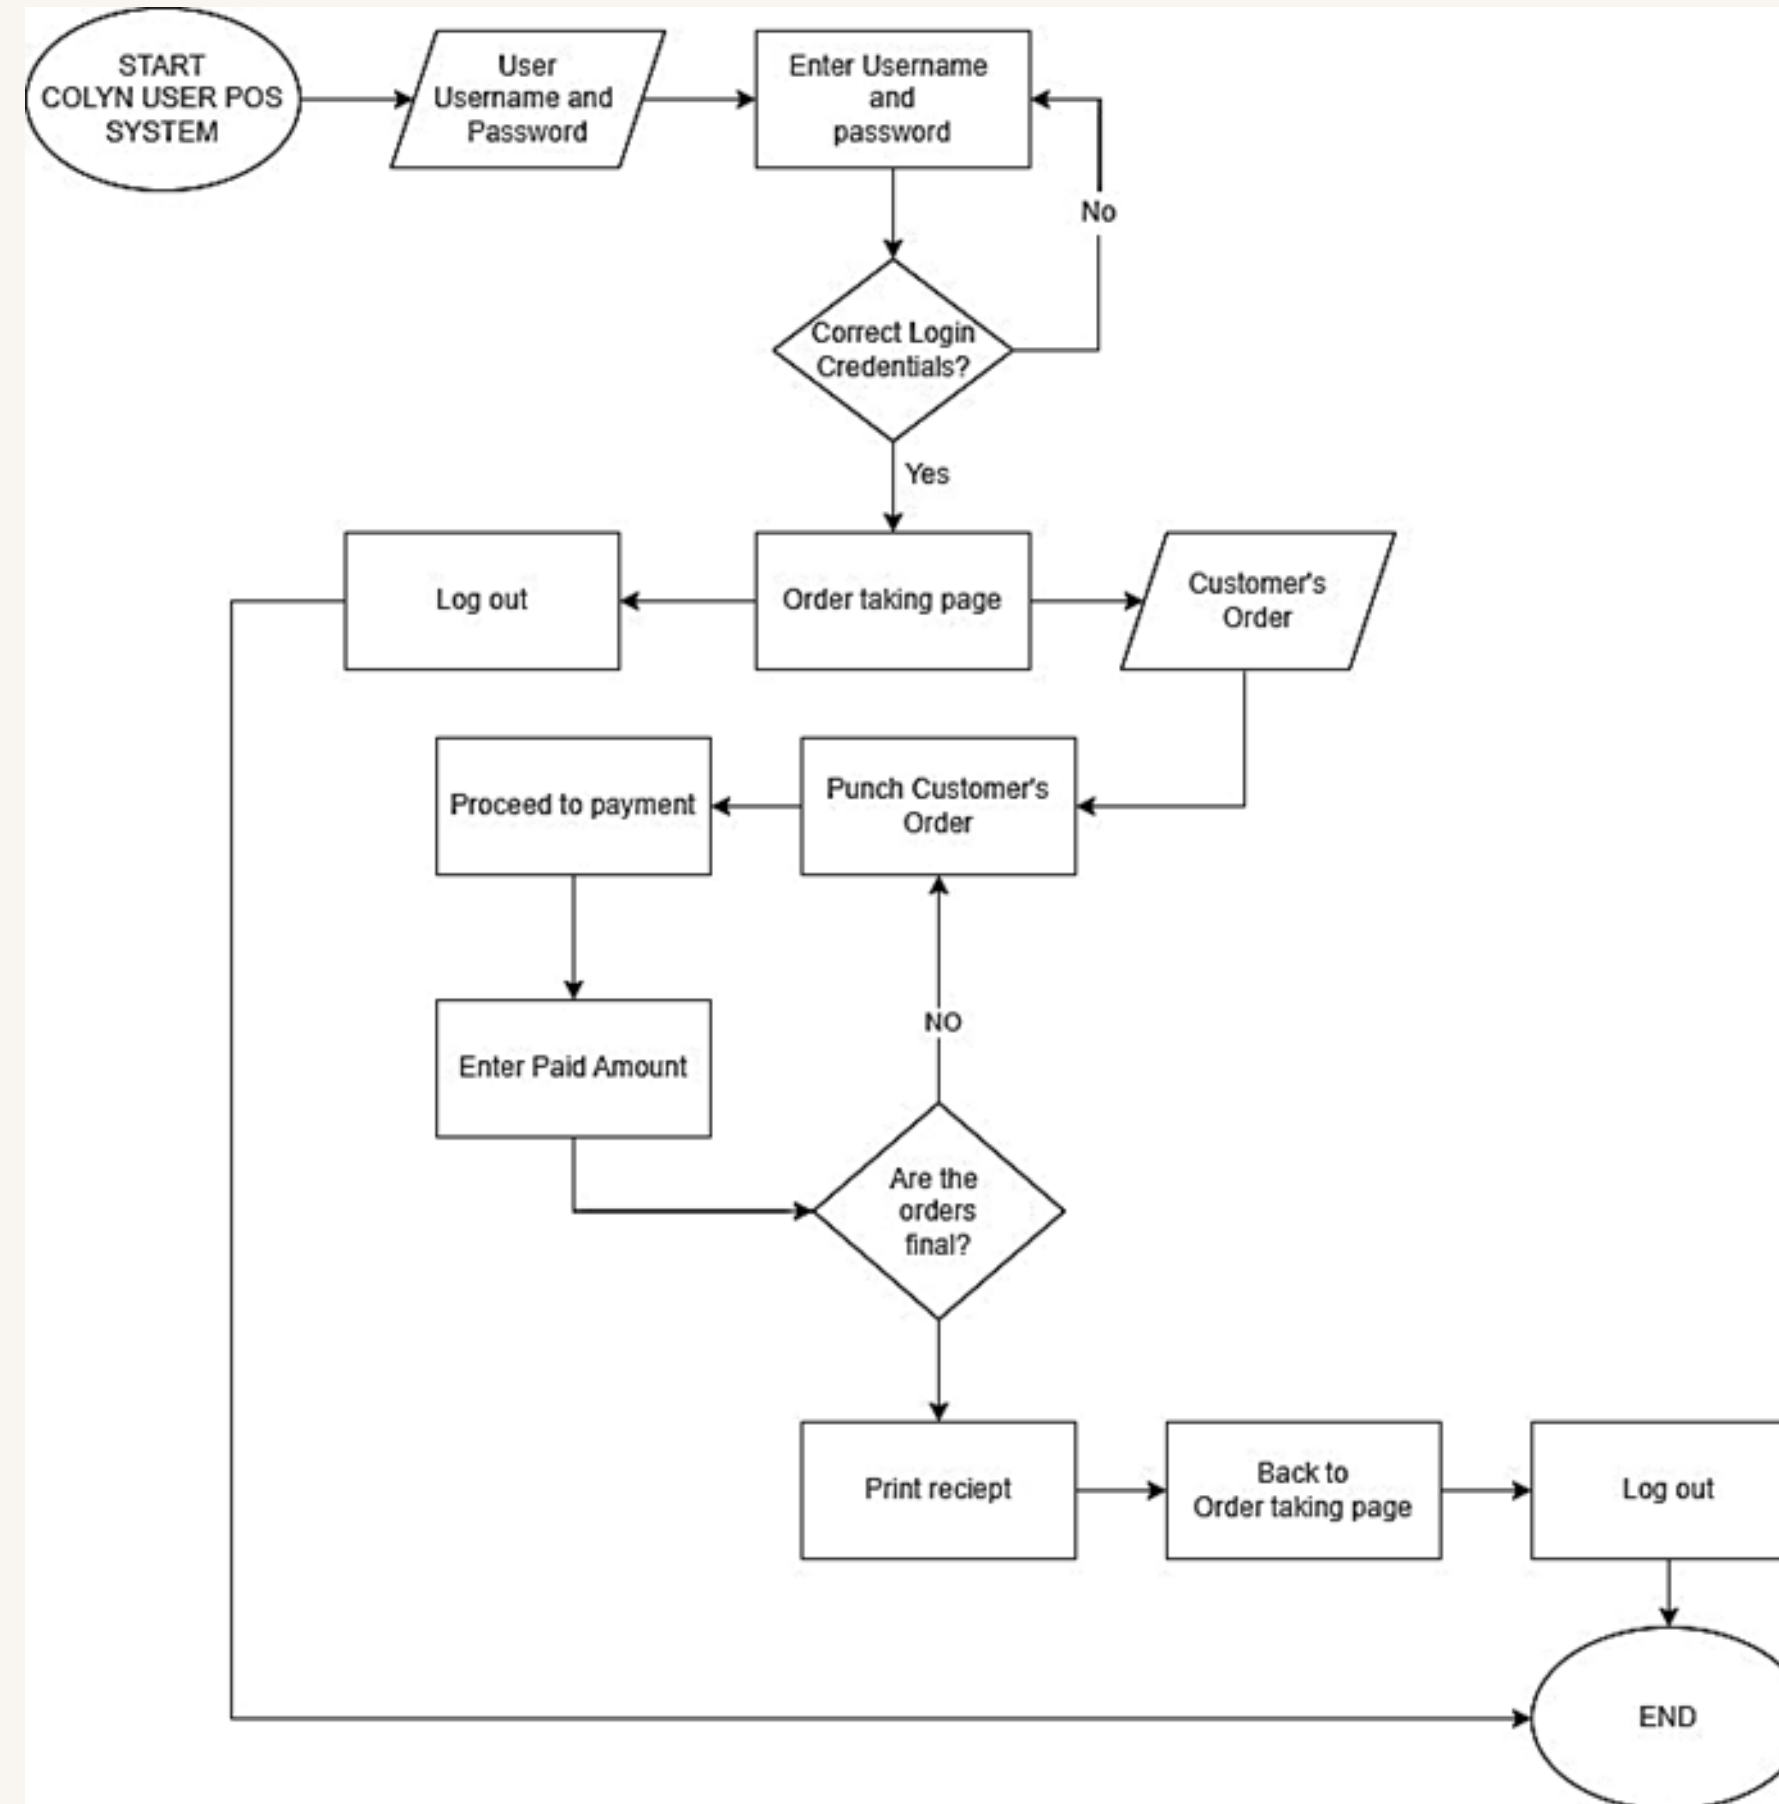 START
COLYN USER POS
SYSTEM
User
Username and
Password
Enter Username
and
password
No
Correct Login
Credentials?
Yes
Log out
Order taking page
Customer's
Order
Proceed to payment
Punch Customer's
Order
NO
Enter Paid Amount
Are the
orders
final?
Print reciept
Back to
Order taking page
Log out
END